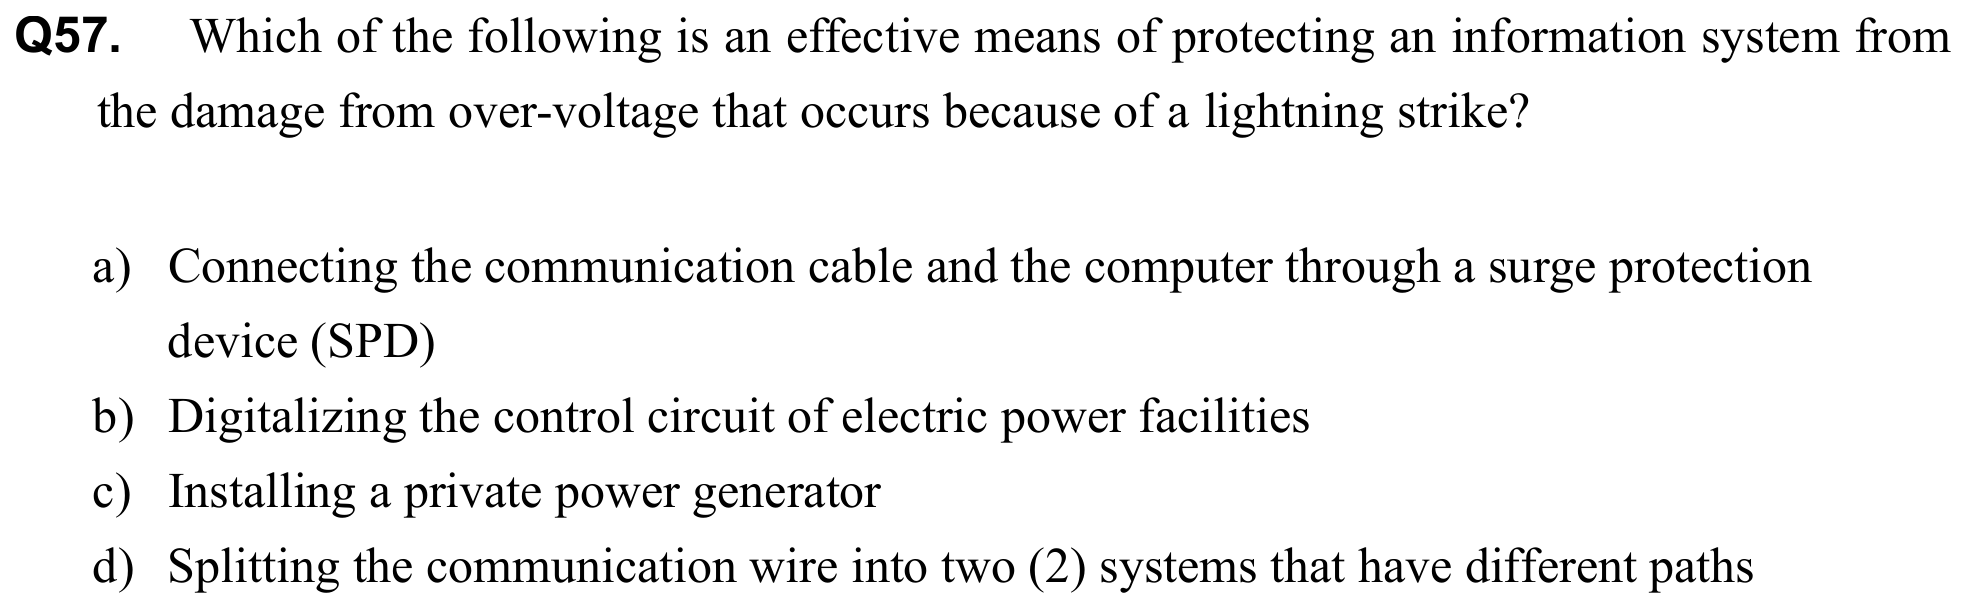 Q57. Which of the following is an effective means of protecting an information system from
the damage from over-voltage that occurs because of a lightning strike?
a) Connecting the communication cable and the computer through a surge protection
device (SPD)
b) Digitalizing the control circuit of electric power facilities
c) Installing a private power generator
d) Splitting the communication wire into two (2) systems that have different paths